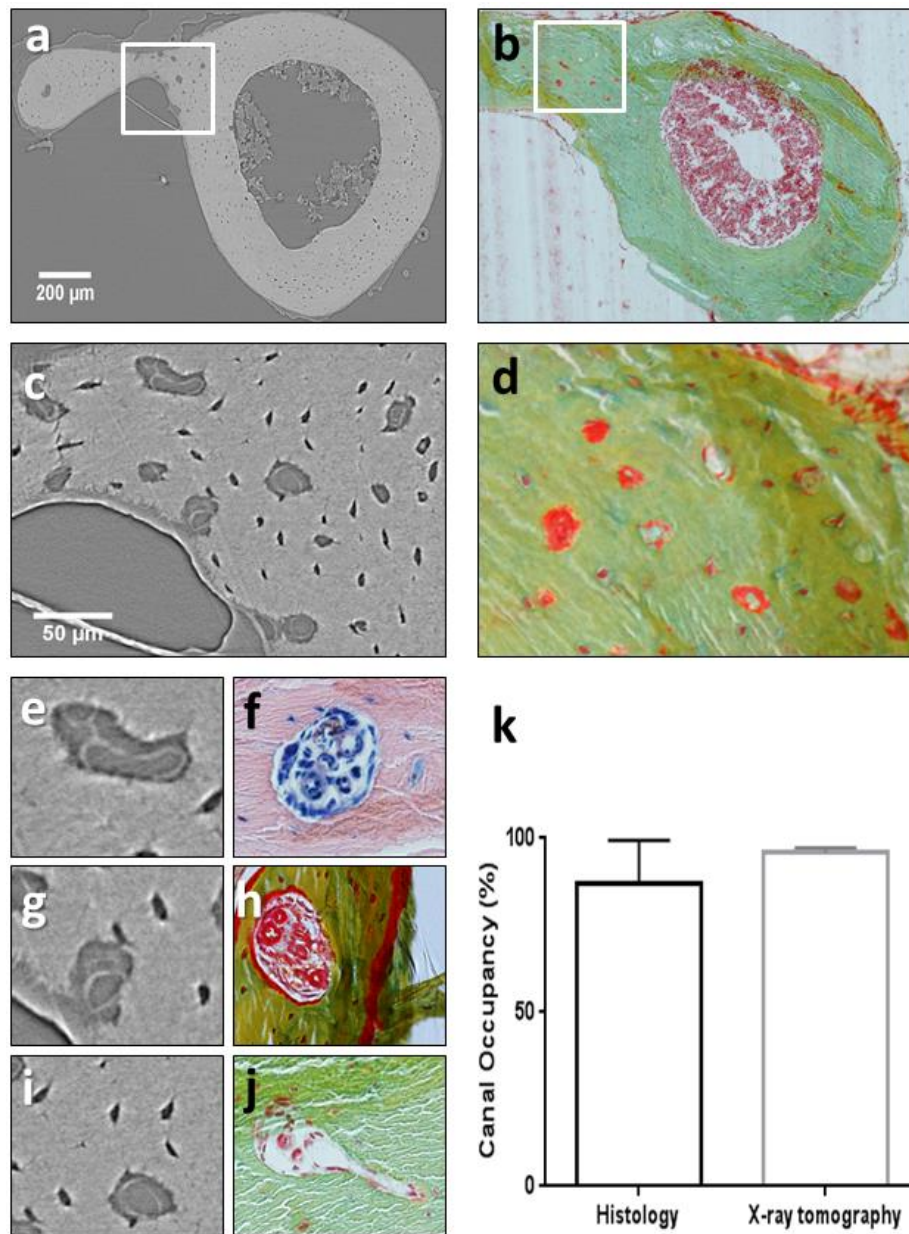 a
b
200 µm
c
d
50 µm
e
f
k
g
h
i
j
100
50
0
Canal Occupancy (%)
Histology
X-ray tomography